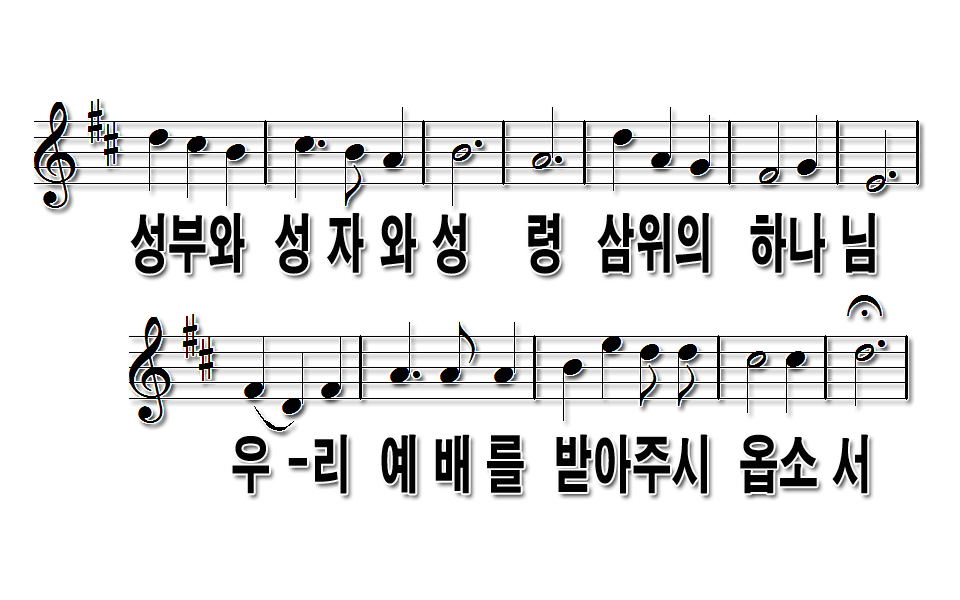 성부와 성 자 와 성 령 삼위의 하나 님
우 -리 예 배 를 받아주시 옵소 서